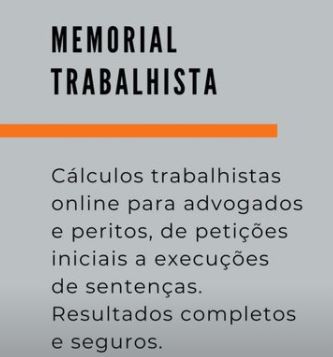 MEMORIAL
TRABALHISTA
Cálculos trabalhistas
online para advogados
e peritos, de petições
iniciais a execuções
de sentenças.
Resultados completos
e seguros.